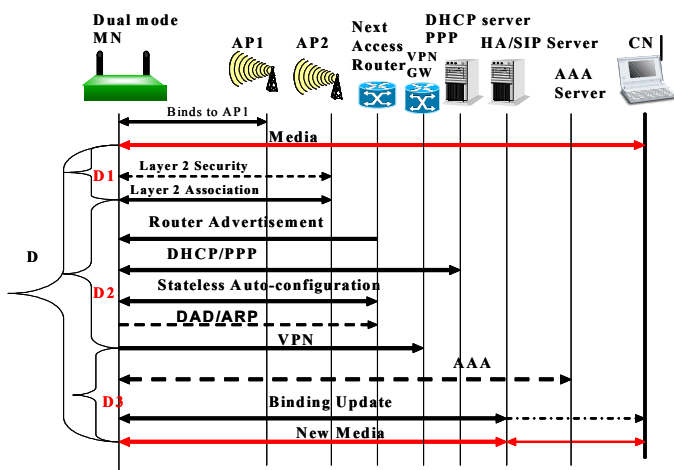 Dual mode
MN
AP1
AP2
Next
Access
Router
VPN
GW
DHCP server
PPP
HA/SIP Server
AAA
Server
CN
Binds to AP1
Media
D1
Layer 2 Security
Layer 2 Association
Router Advertisement
D
DHCP/PPP
Stateless Auto-configuration
D2
DAD/ARP
VPN
AAA
D3
Binding Update
New Media